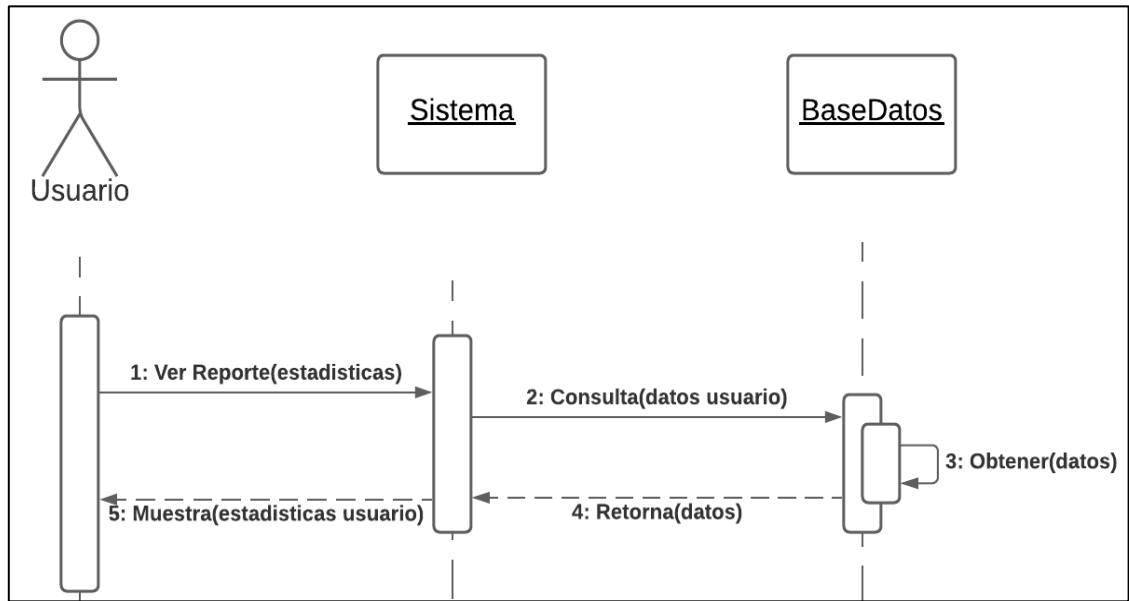 Usuario
Sistema
BaseDatos
1: Ver Reporte(estadisticas)
2: Consulta(datos usuario)
3: Obtener(datos)
4: Retorna(datos)
5: Muestra(estadisticas usuario)